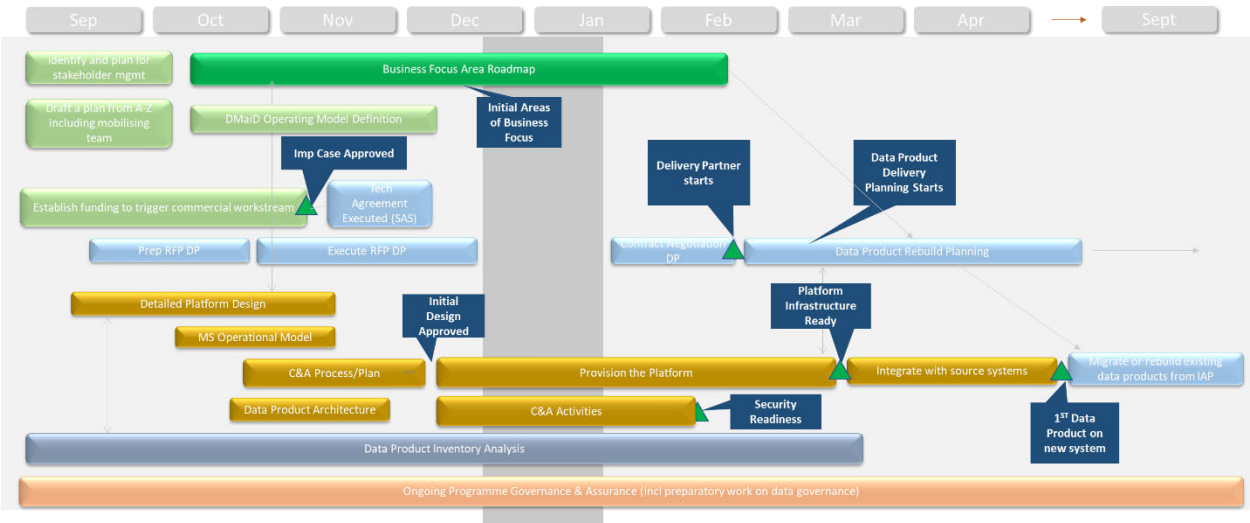 Sep Oct Nov Dec Jan Feb Mar Apr Sept
Identify and plan for
stakeholder mgmt
Business Focus Area Roadmap
Draft a plan from A-Z
including mobilising
team
DMaiD Operating Model Definition
Initial Areas
of Business
Focus
Imp Case Approved
Delivery Partner
starts
Data Product
Delivery
Planning Starts
Establish funding to trigger commercial workstream
Tech
Agreement
Executed (SAS)
Prep RFP DP
Execute RFP DP
Contract Negotiation
DP
Data Product Rebuild Planning
Detailed Platform Design
Initial
Design
Approved
Platform
Infrastructure
Ready
MS Operational Model
C&A Process/Plan
Provision the Platform
Integrate with source systems
Migrate or rebuild existing
data products from IAP
Data Product Architecture
C&A Activities
Security
Readiness
1ST Data
Product on
new system
Data Product Inventory Analysis
Ongoing Programme Governance & Assurance (incl preparatory work on data governance)